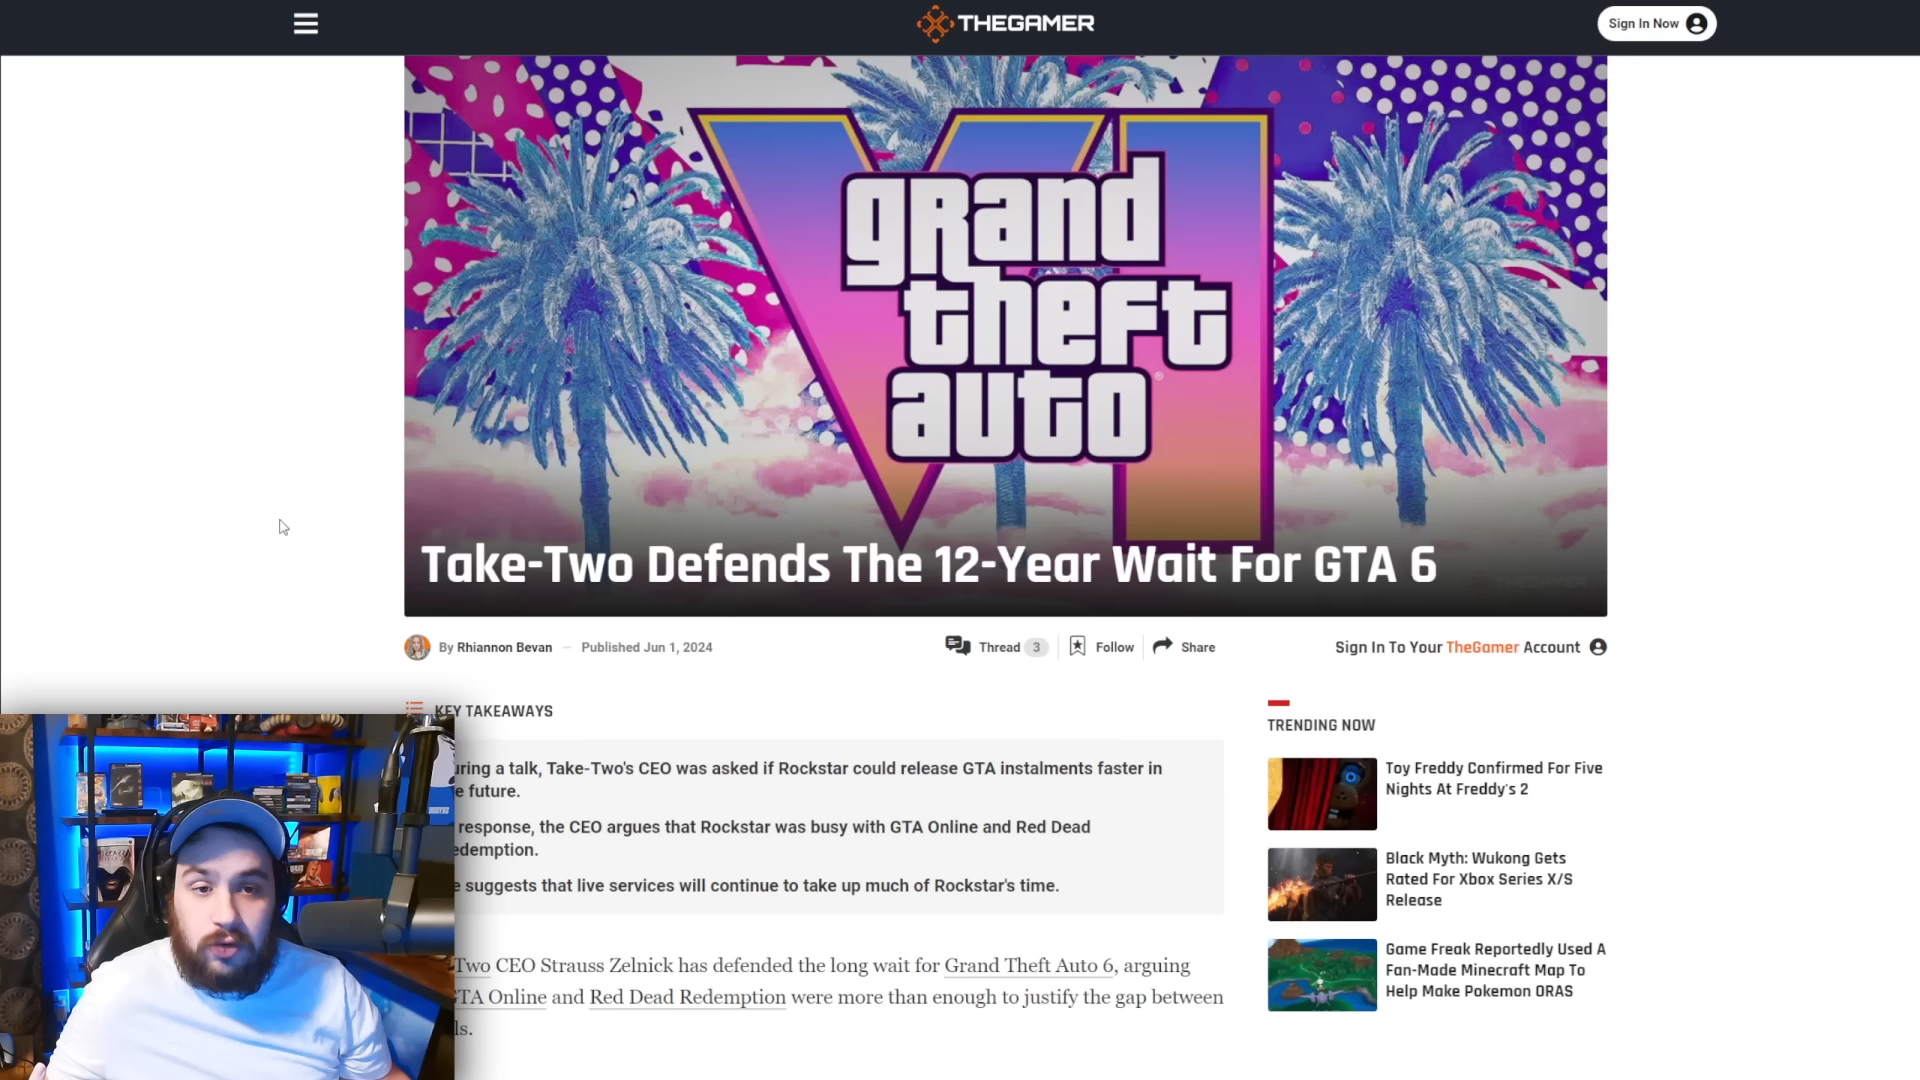 THEGAMER
Sign In Now
VI
grand
theft
auto
Take-Two Defends The 12-Year Wait For GTA 6
By Rhiannon Bevan — Published Jun 1, 2024
Thread 3
Follow
Share
Sign In To Your TheGamer Account
KEY TAKEAWAYS
uring a talk, Take-Two's CEO was asked if Rockstar could release GTA instalments faster in
e future.
response, the CEO argues that Rockstar was busy with GTA Online and Red Dead
edemption.
e suggests that live services will continue to take up much of Rockstar's time.
Two CEO Strauss Zelnick has defended the long wait for Grand Theft Auto 6, arguing
TA Online and Red Dead Redemption were more than enough to justify the gap between
ls.
TRENDING NOW
Toy Freddy Confirmed For Five
Nights At Freddy's 2
Black Myth: Wukong Gets
Rated For Xbox Series X/S
Release
Game Freak Reportedly Used A
Fan-Made Minecraft Map To
Help Make Pokemon ORAS